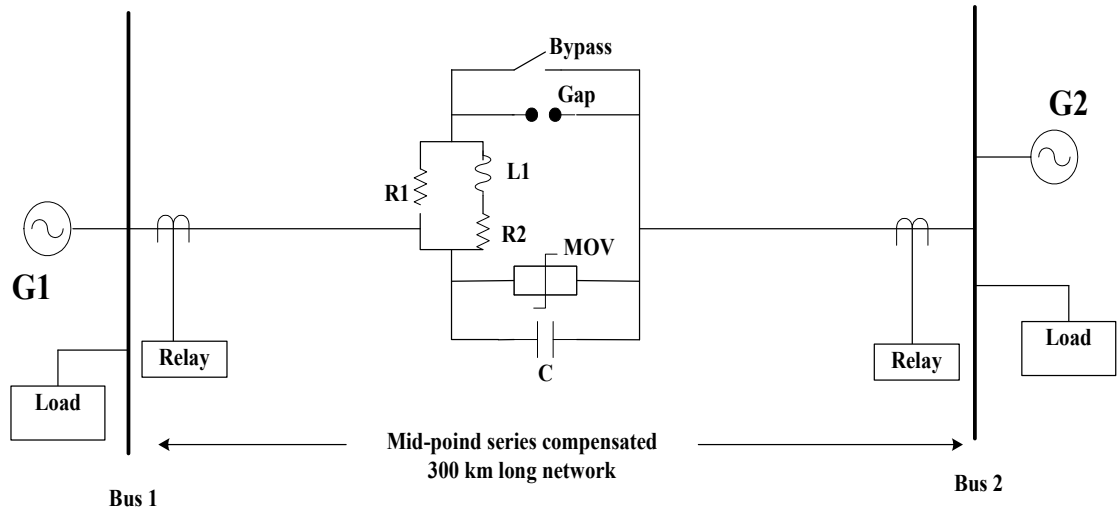 Bypass
Gap
G2
R1
L1
R2
MOV
G1
Relay
Load
C
Relay
Load
Mid-poind series compensated
300 km long network
Bus 1
Bus 2